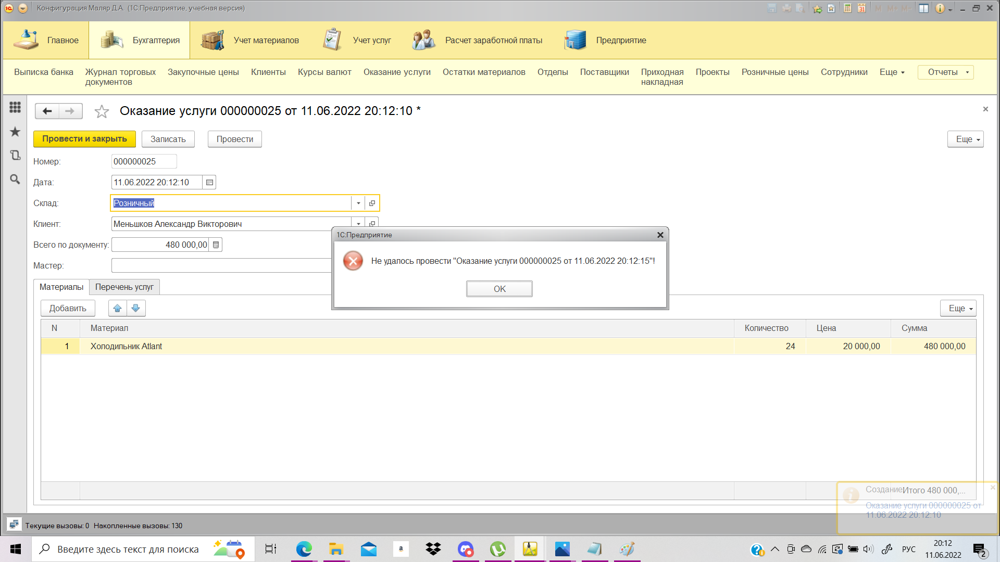 Конфигурация Маляр Д.А. (1С:Предприятие, учебная версия)
M M+ M-
Главное
Бухгалтерия
Учет материалов
Учет услуг
Расчет заработной платы
Предприятие
Выписка банка
Журнал торговых документов
Закупочные цены
Клиенты
Курсы валют
Оказание услуги
Остатки материалов
Отделы
Поставщики
Приходная накладная
Проекты
Розничные цены
Сотрудники
Еще
Отчеты
Оказание услуги 000000025 от 11.06.2022 20:12:10 *
Провести и закрыть
Записать
Провести
Еще
Номер: 000000025
Дата: 11.06.2022 20:12:10
Склад: Розничный
Клиент: Меньшков Александр Викторович
Всего по документу: 480 000,00
Мастер:
1С:Предприятие
Не удалось провести "Оказание услуги 000000025 от 11.06.2022 20:12:15"!
OK
Материалы
Перечень услуг
Добавить
Еще
N Материал Количество Цена Сумма
1 Холодильник Atlant 24 20 000,00 480 000,00
Итого 480 000,...
Создание
Оказание услуги 000000025 от
11.06.2022 20:12:10
Текущие вызовы: 0 Накопленные вызовы: 130
Введите здесь текст для поиска
a
РУС
20:12
11.06.2022
2